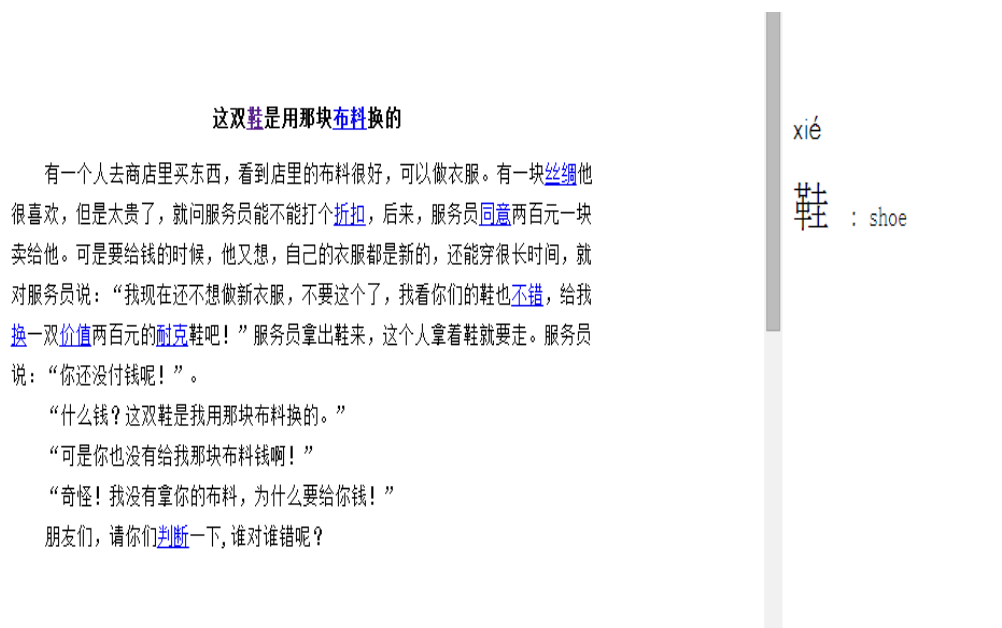 这双鞋是用那块布料换的
有一个人去商店里买东西，看到店里的布料很好，可以做衣服。有一块丝绸他
很喜欢，但是太贵了，就问服务员能不能打个折扣，后来，服务员同意两百元一块
卖给他。可是要给钱的时候，他又想，自己的衣服都是新的，还能穿很长时间，就
对服务员说：“我现在还不想做新衣服，不要这个了，我看你们的鞋也不错，给我
换一双价值两百元的耐克鞋吧！”服务员拿出鞋来，这个人拿着鞋就要走。服务员
说：“你还没付钱呢！”。
“什么钱？这双鞋是我用那块布料换的。”
“可是你也没有给我那块布料钱啊！”
“奇怪！我没有拿你的布料，为什么要给你钱！”
朋友们，请你们判断一下,谁对谁错呢？
xié
鞋 ：shoe